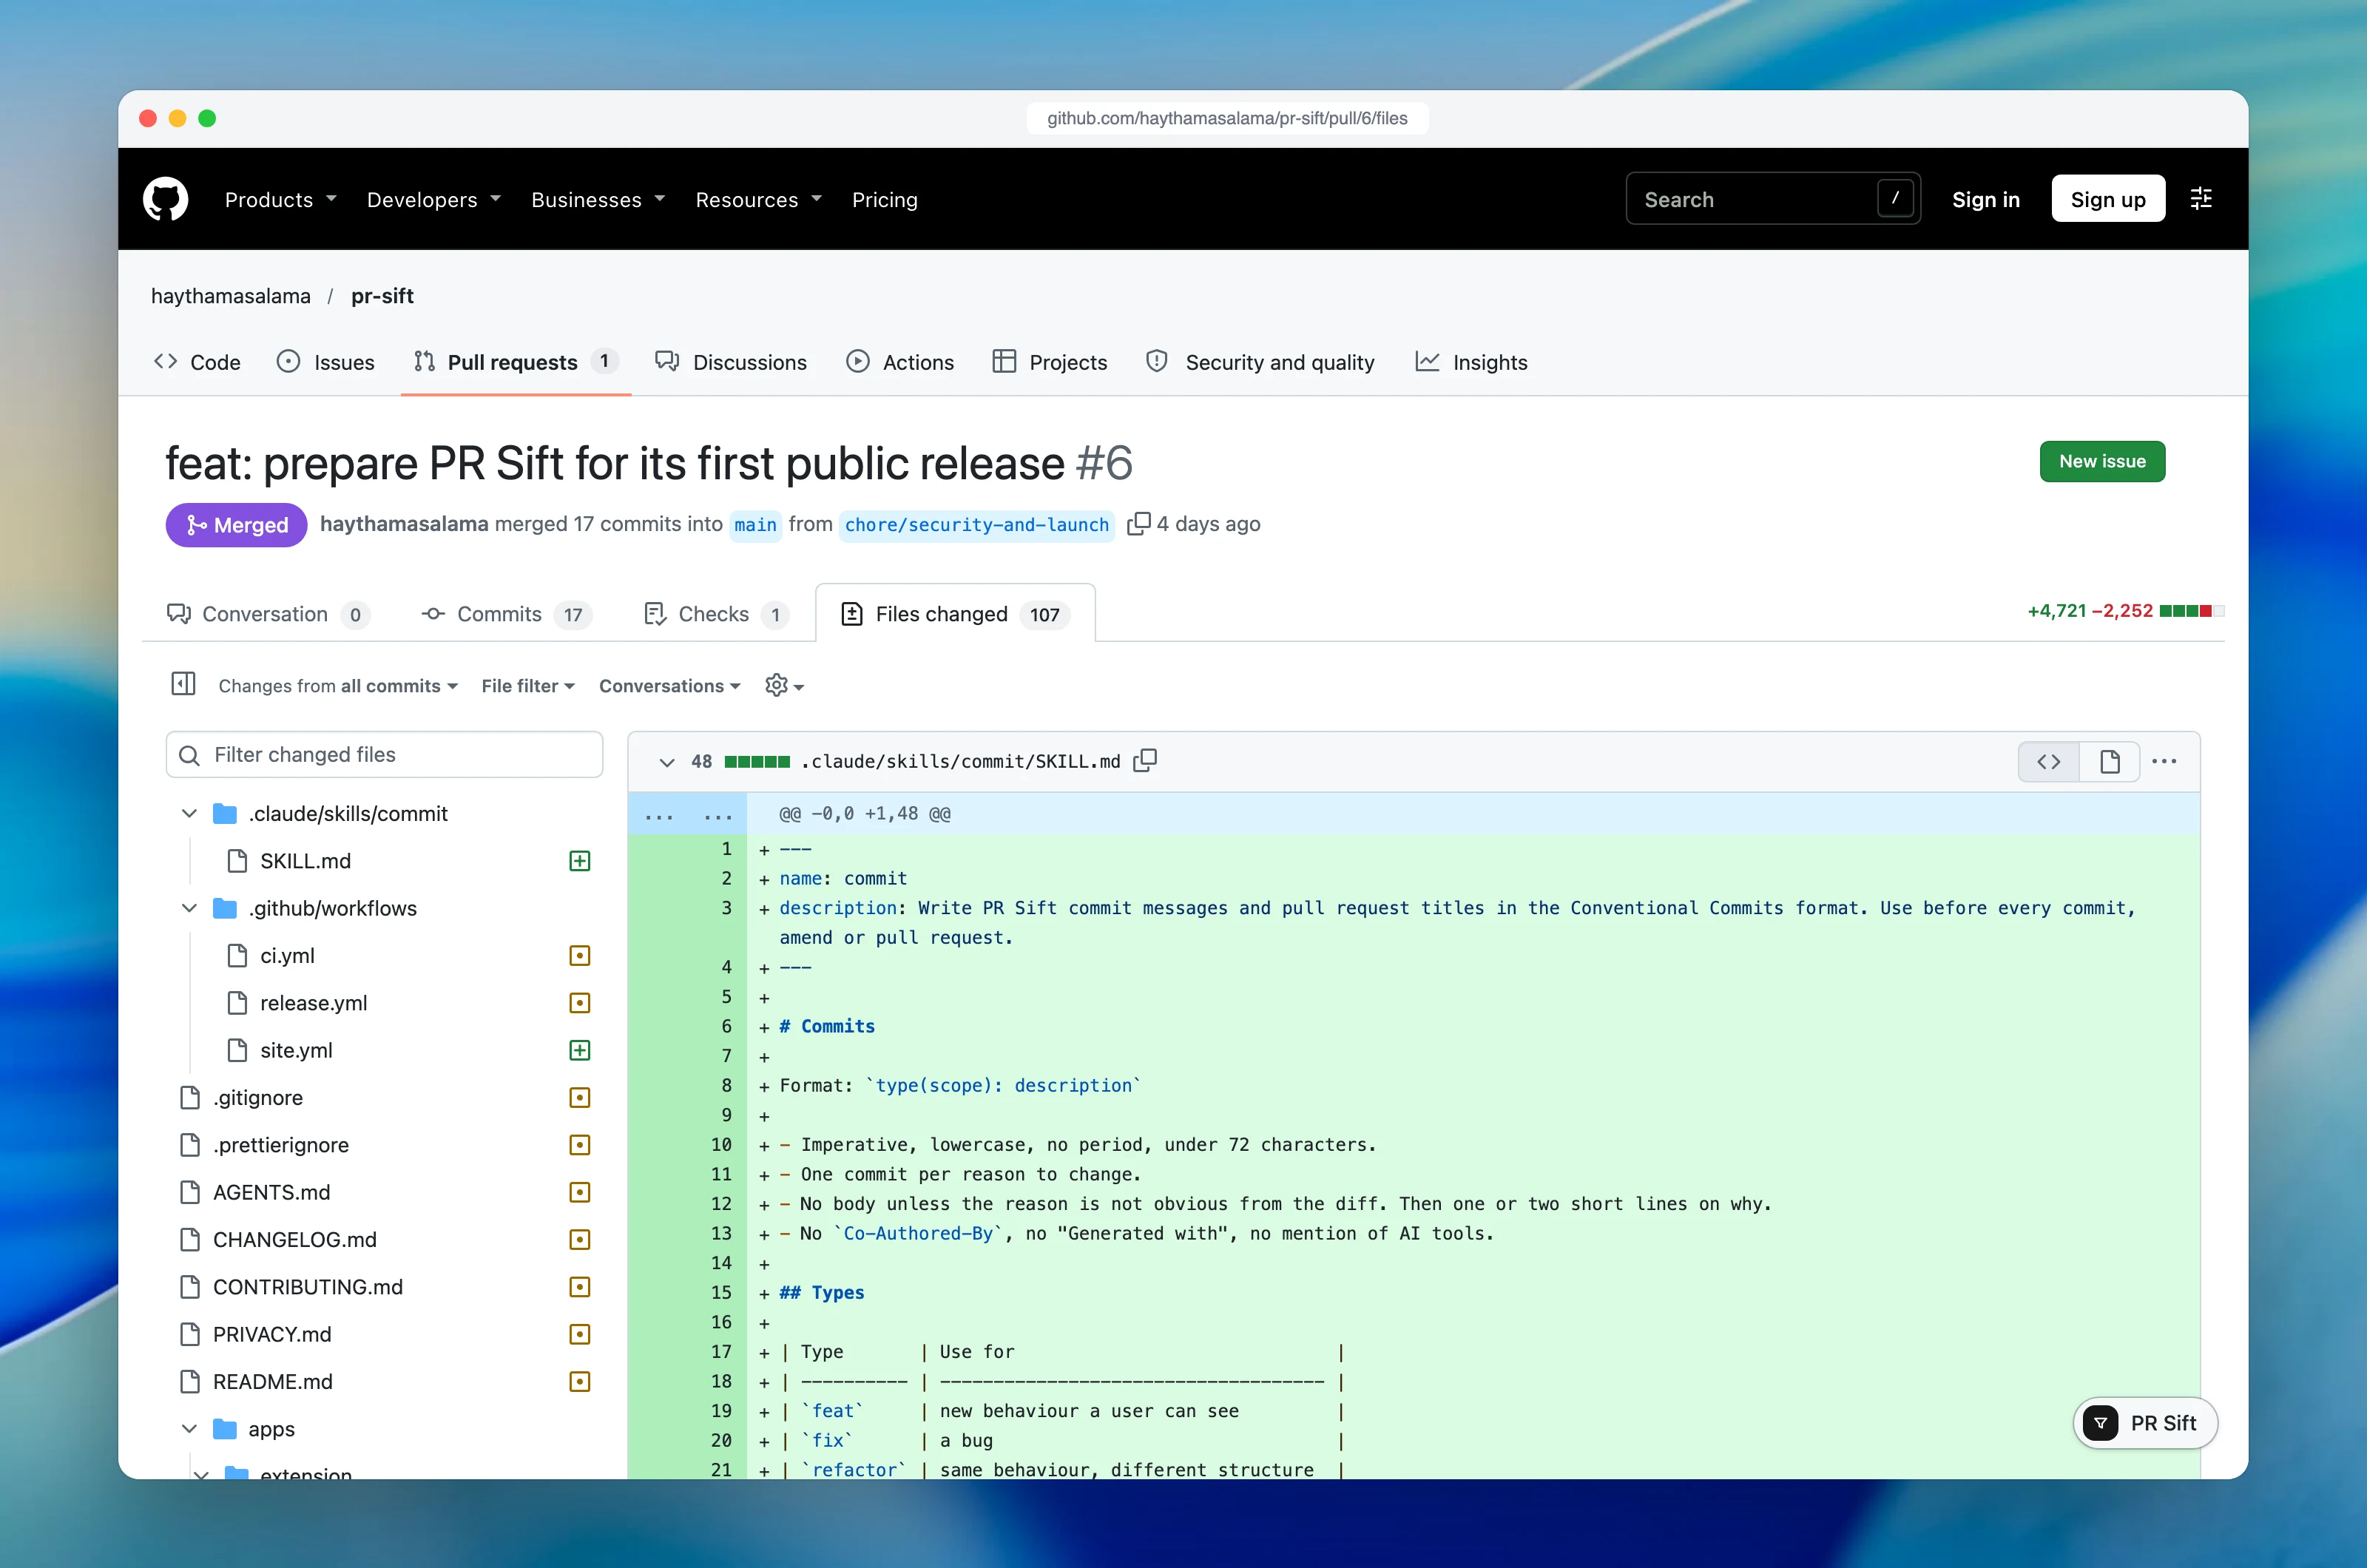 github.com/haythamasalama/pr-sift/pull/6/files
Products Developers Businesses Resources Pricing Search / Sign in Sign up
haythamasalama / pr-sift
Code Issues Pull requests 1 Discussions Actions Projects Security and quality Insights
feat: prepare PR Sift for its first public release #6
New issue
Merged haythamasalama merged 17 commits into main from chore/security-and-launch 4 days ago
Conversation 0 Commits 17 Checks 1 Files changed 107 +4,721 −2,252
Changes from all commits File filter Conversations
Filter changed files
.claude/skills/commit
SKILL.md
.github/workflows
ci.yml
release.yml
site.yml
.gitignore
.prettierignore
AGENTS.md
CHANGELOG.md
CONTRIBUTING.md
PRIVACY.md
README.md
apps
extension
48 .claude/skills/commit/SKILL.md
... ... @@ -0,0 +1,48 @@
1 + ---
2 + name: commit
3 + description: Write PR Sift commit messages and pull request titles in the Conventional Commits format. Use before every commit,
amend or pull request.
4 + ---
5 +
6 + # Commits
7 +
8 + Format: `type(scope): description`
9 +
10 + - Imperative, lowercase, no period, under 72 characters.
11 + - One commit per reason to change.
12 + - No body unless the reason is not obvious from the diff. Then one or two short lines on why.
13 + - No `Co-Authored-By`, no "Generated with", no mention of AI tools.
14 +
15 + ## Types
16 +
17 + | Type | Use for |
18 + | ---------- | ------------------------------------ |
19 + | `feat` | new behaviour a user can see |
20 + | `fix` | a bug |
21 + | `refactor` | same behaviour, different structure |
PR Sift